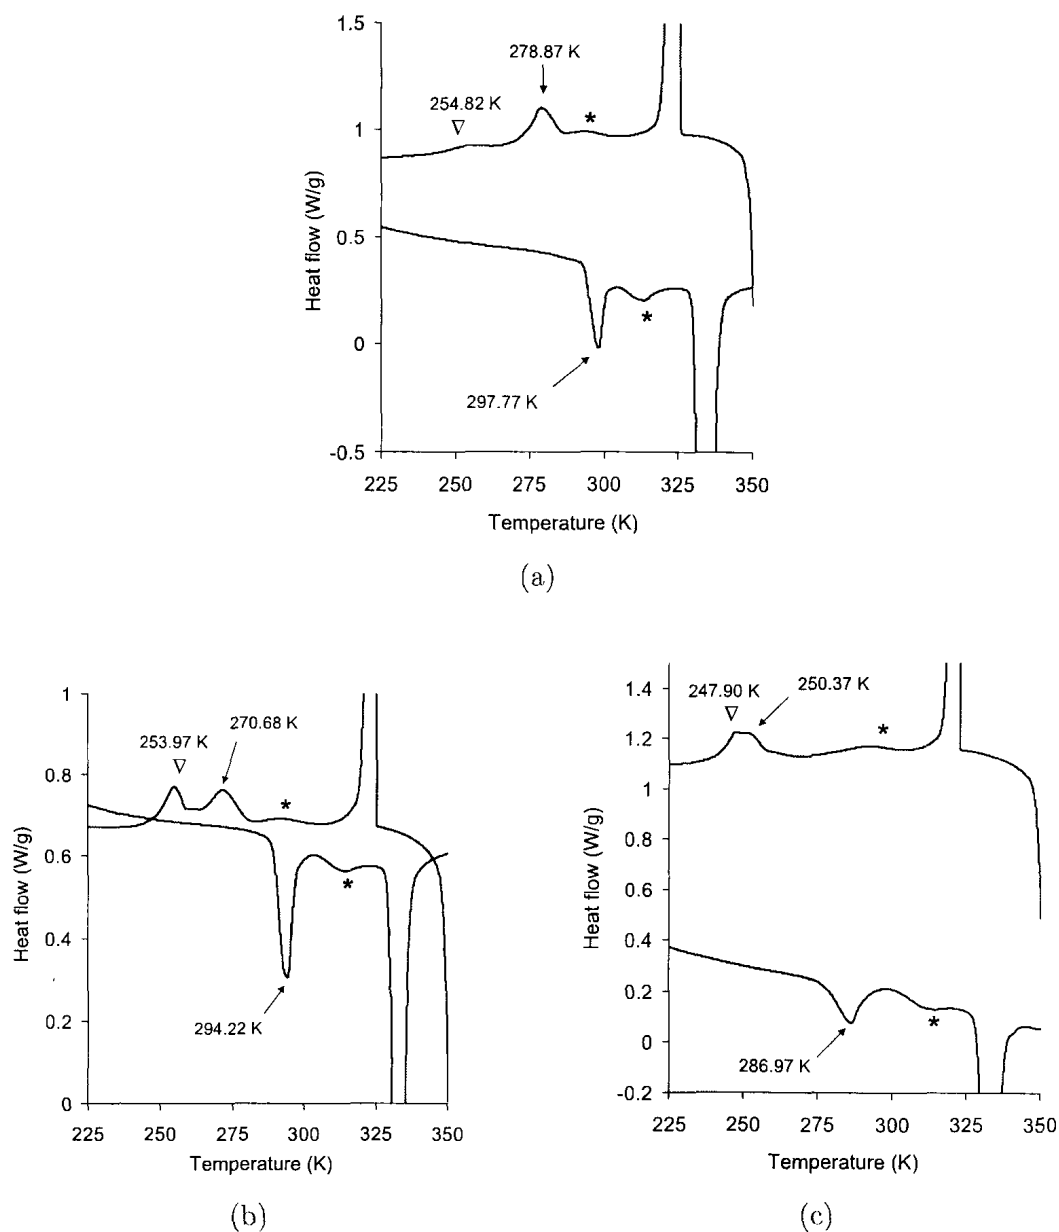 1.5
278.87 K
254.82 K
*
1
Heat flow (W/g)
0.5
*
0
297.77 K
-0.5
225 250 275 300 325 350
Temperature (K)
(a)
1
253.97 K
270.68 K
0.8
*
0.6
*
Heat flow (W/g)
0.4
294.22 K
0.2
0
225 250 275 300 325 350
Temperature (K)
(b)
1.4
247.90 K
250.37 K
*
1.2
1
0.8
Heat flow (W/g)
0.6
0.4
0.2
*
0
286.97 K
-0.2
225 250 275 300 325 350
Temperature (K)
(c)